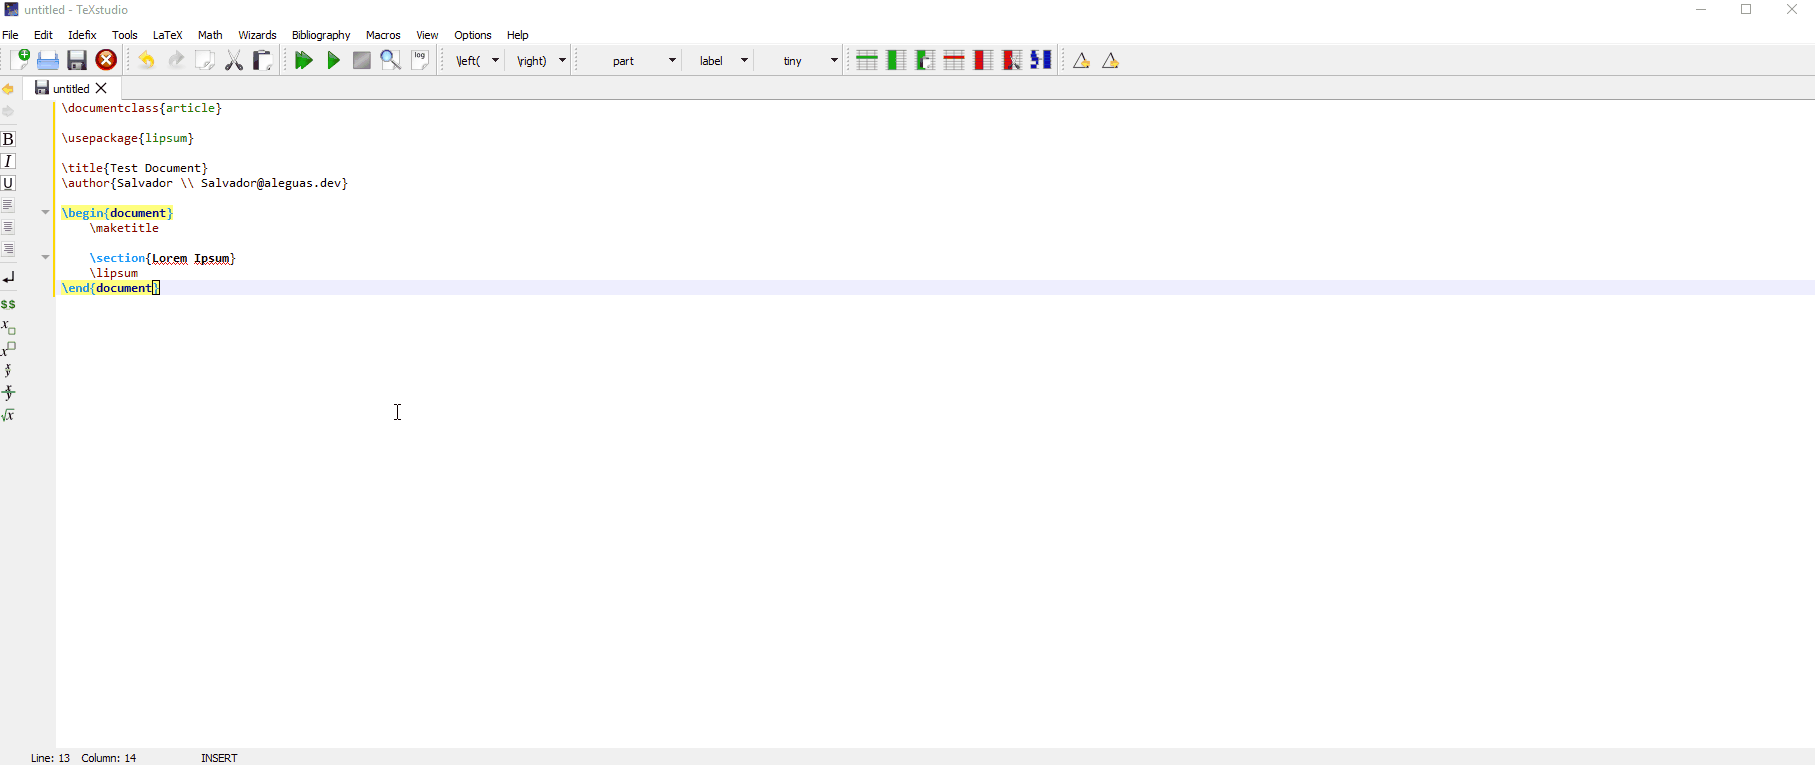 untitled - TeXstudio
File Edit Idefix Tools LaTeX Math Wizards Bibliography Macros View Options Help
log \left( \right) part label tiny
untitled
\documentclass{article}
\usepackage{lipsum}
\title{Test Document}
\author{Salvador \\ Salvador@aleguas.dev}
\begin{document}
\maketitle
\section{Lorem Ipsum}
\lipsum
\end{document}
B
I
U
$$
x
x
x
y
x
y
√x
Line: 13 Column: 14 INSERT